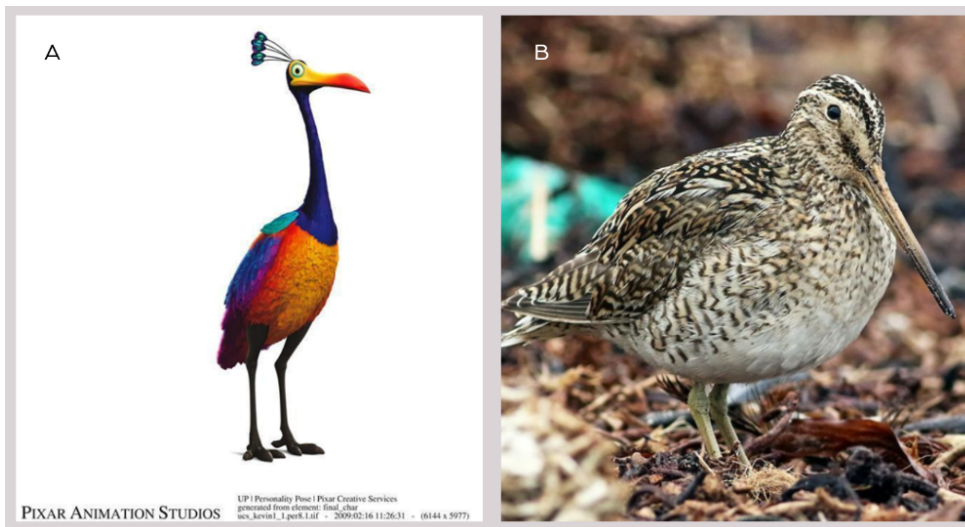 A
B
PIXAR ANIMATION STUDIOS
UP | Personality Pose | Pixar Creative Services
generated from element: final_char
ucs_kevin1_1.per8.1.tif - 2009:02:16 11:26:31 - (6144 x 5977)